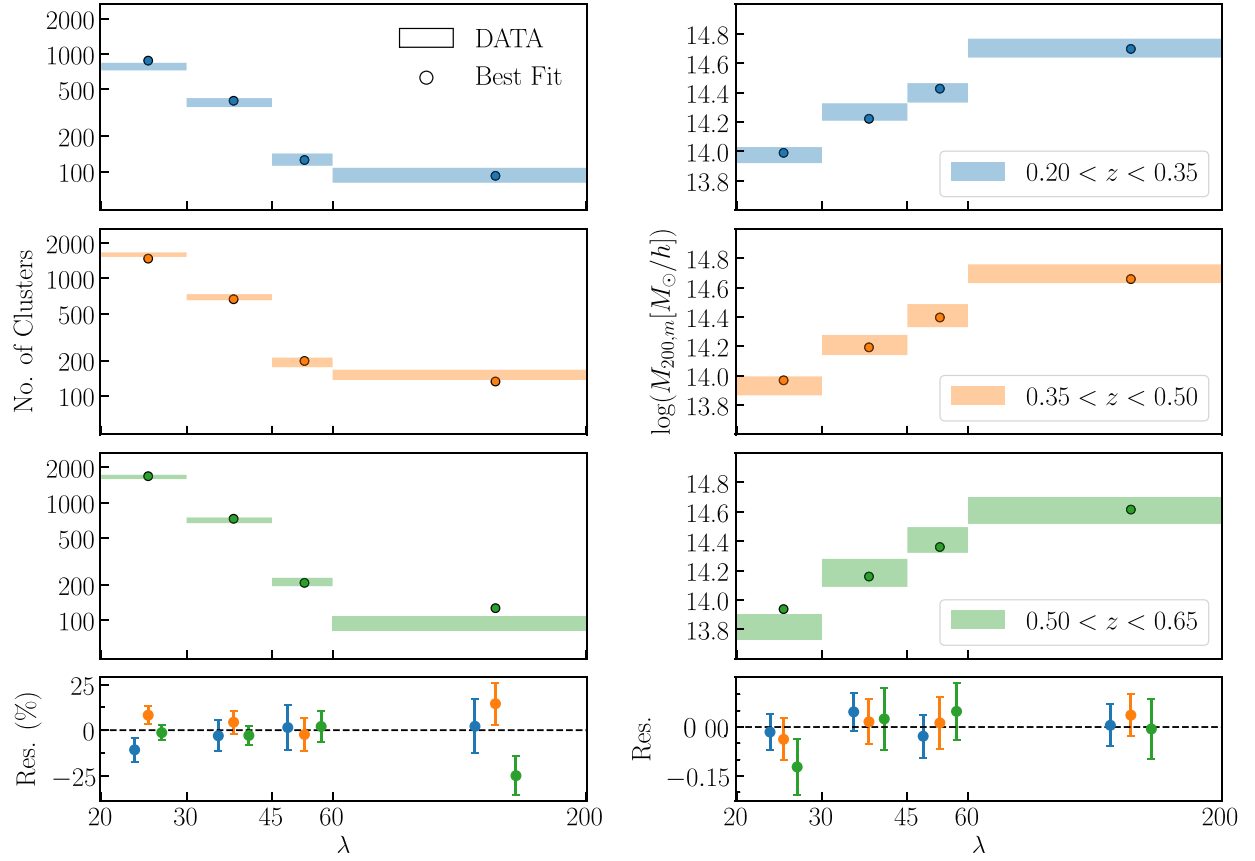 2000
1000
500
200
100
DATA
Best Fit
14.8
14.6
14.4
14.2
14.0
13.8
0.20 < z < 0.35
No. of Clusters
2000
1000
500
200
100
log(M200,m[M⊙/h])
14.8
14.6
14.4
14.2
14.0
13.8
0.35 < z < 0.50
2000
1000
500
200
100
14.8
14.6
14.4
14.2
14.0
13.8
0.50 < z < 0.65
Res. (%)
25
0
−25
20 30 45 60 200
λ
Res.
0.00
−0.15
20 30 45 60 200
λ